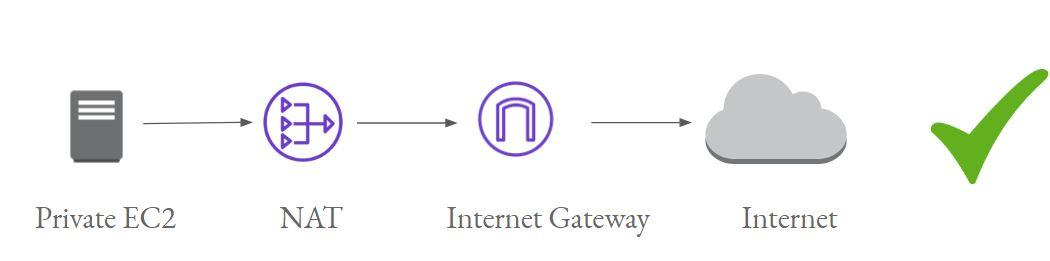 Private EC2
NAT
Internet Gateway
Internet